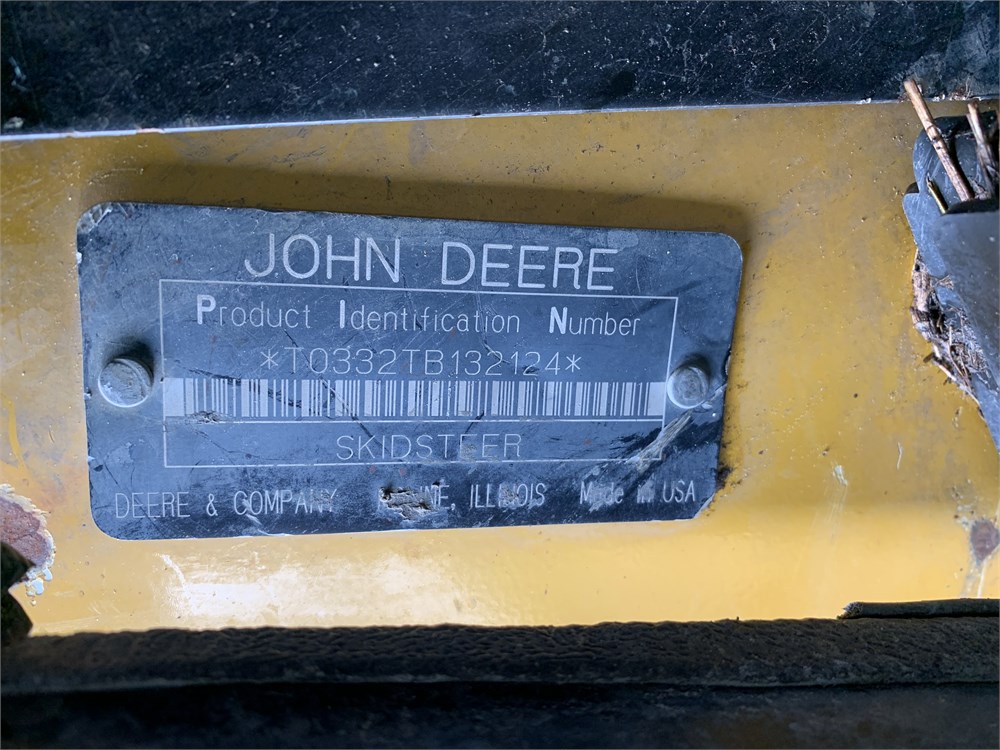 JOHN DEERE
Product Identification Number
*T0332TB132124*
SKIDSTEER
DEERE & COMPANY ILLINOIS Made in USA